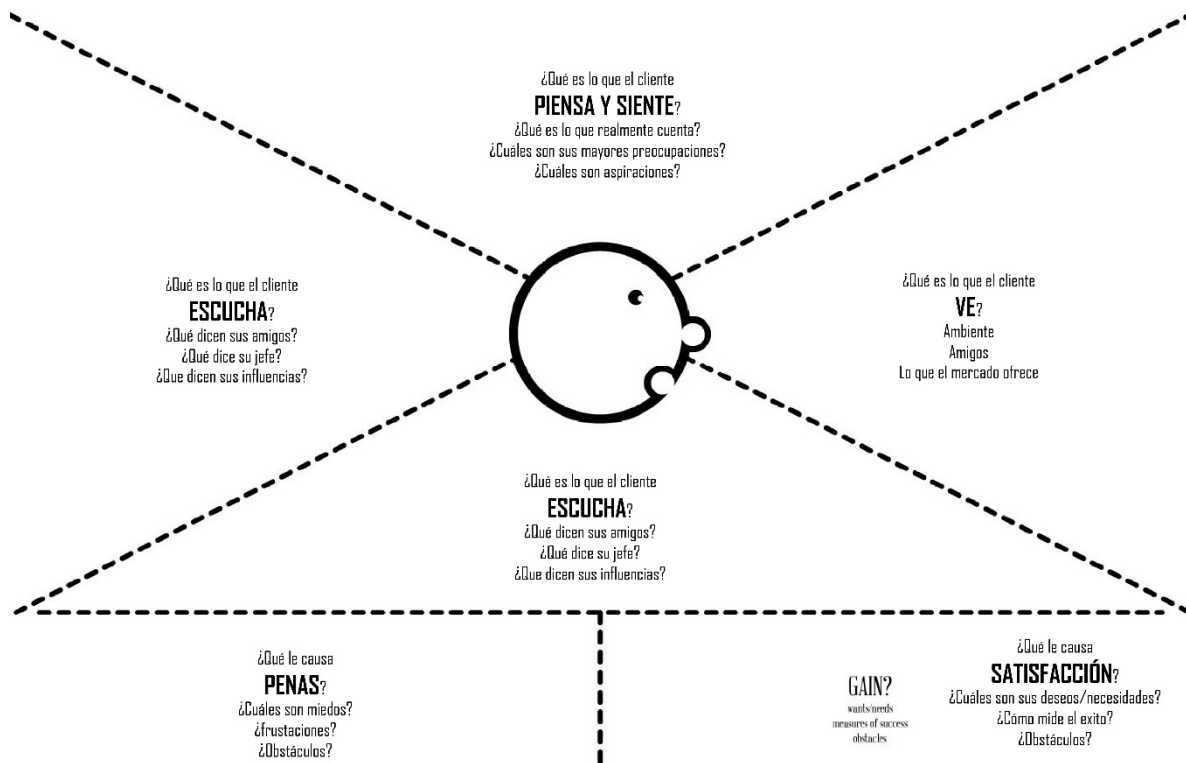 ¿Qué es lo que el cliente
PIENSA Y SIENTE?
¿Qué es lo que realmente cuenta?
¿Cuáles son sus mayores preocupaciones?
¿Cuáles son aspiraciones?
¿Qué es lo que el cliente
ESCUCHA?
¿Qué dicen sus amigos?
¿Qué dice su jefe?
¿Que dicen sus influencias?
¿Qué es lo que el cliente
VE?
Ambiente
Amigos
Lo que el mercado ofrece
¿Qué es lo que el cliente
ESCUCHA?
¿Qué dicen sus amigos?
¿Qué dice su jefe?
¿Que dicen sus influencias?
¿Qué le causa
PENAS?
¿Cuáles son miedos?
¿frustaciones?
¿Obstáculos?
GAIN?
wants/needs
measures of success
obstacles
¿Qué le causa
SATISFACCIÓN?
¿Cuáles son sus deseos/necesidades?
¿Cómo mide el exito?
¿Obstáculos?